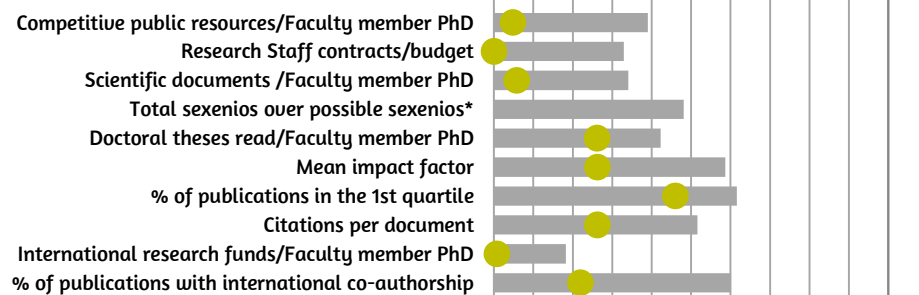 Competitive public resources/Faculty member PhD
Research Staff contracts/budget
Scientific documents /Faculty member PhD
Total sexenios over possible sexenios*
Doctoral theses read/Faculty member PhD
Mean impact factor
% of publications in the 1st quartile
Citations per document
International research funds/Faculty member PhD
% of publications with international co-authorship